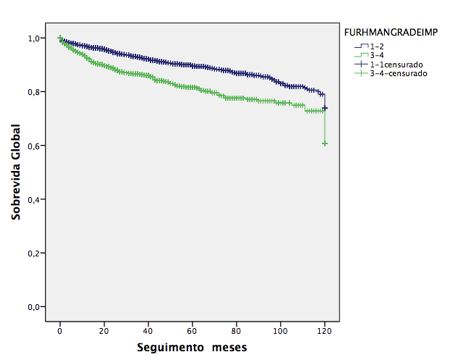 FURHMANGRADEIMP
1-2
3-4
1-1censurado
3-4-censurado
1,0
0,8
0,6
0,4
0,2
0,0
Sobrevida Global
0 20 40 60 80 100 120
Seguimento meses